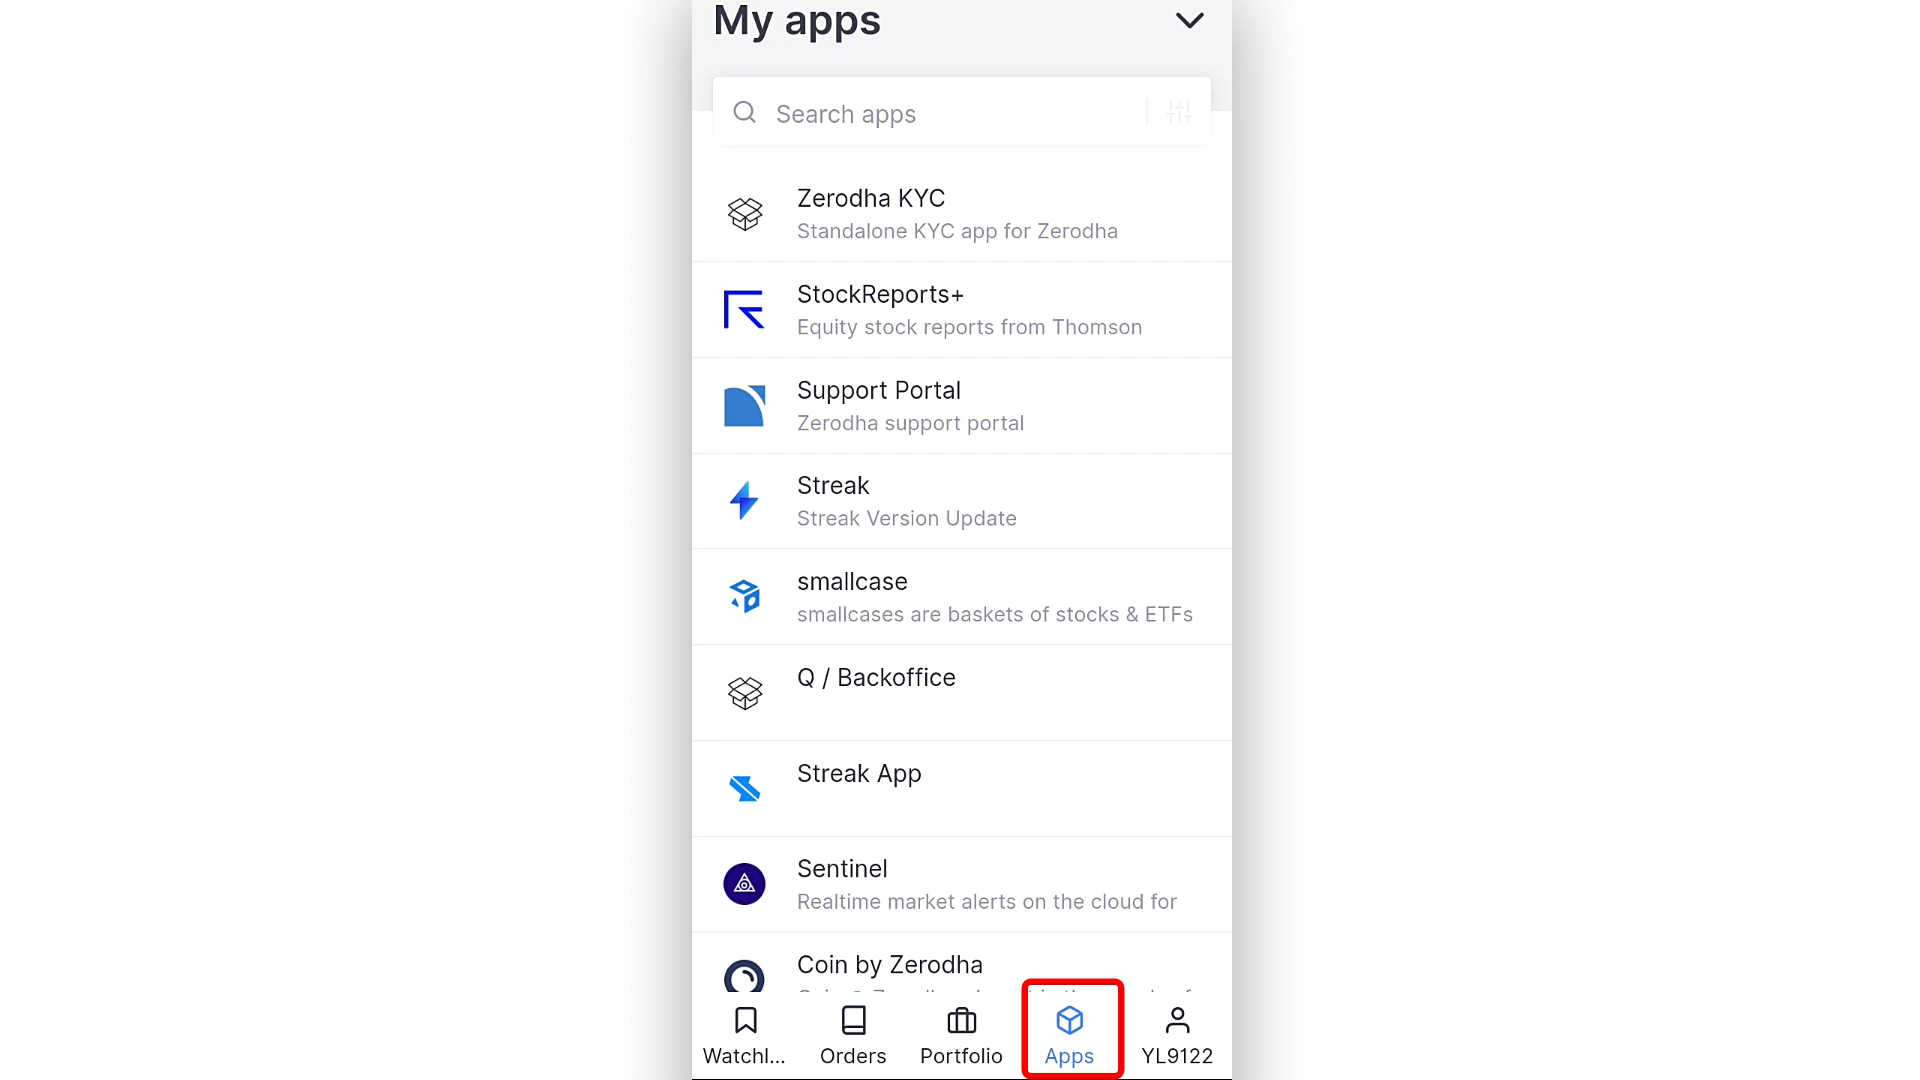 My apps
Search apps
Zerodha KYC
Standalone KYC app for Zerodha
StockReports+
Equity stock reports from Thomson
Support Portal
Zerodha support portal
Streak
Streak Version Update
smallcase
smallcases are baskets of stocks & ETFs
Q / Backoffice
Streak App
Sentinel
Realtime market alerts on the cloud for
Coin by Zerodha
Watchl... Orders Portfolio Apps YL9122